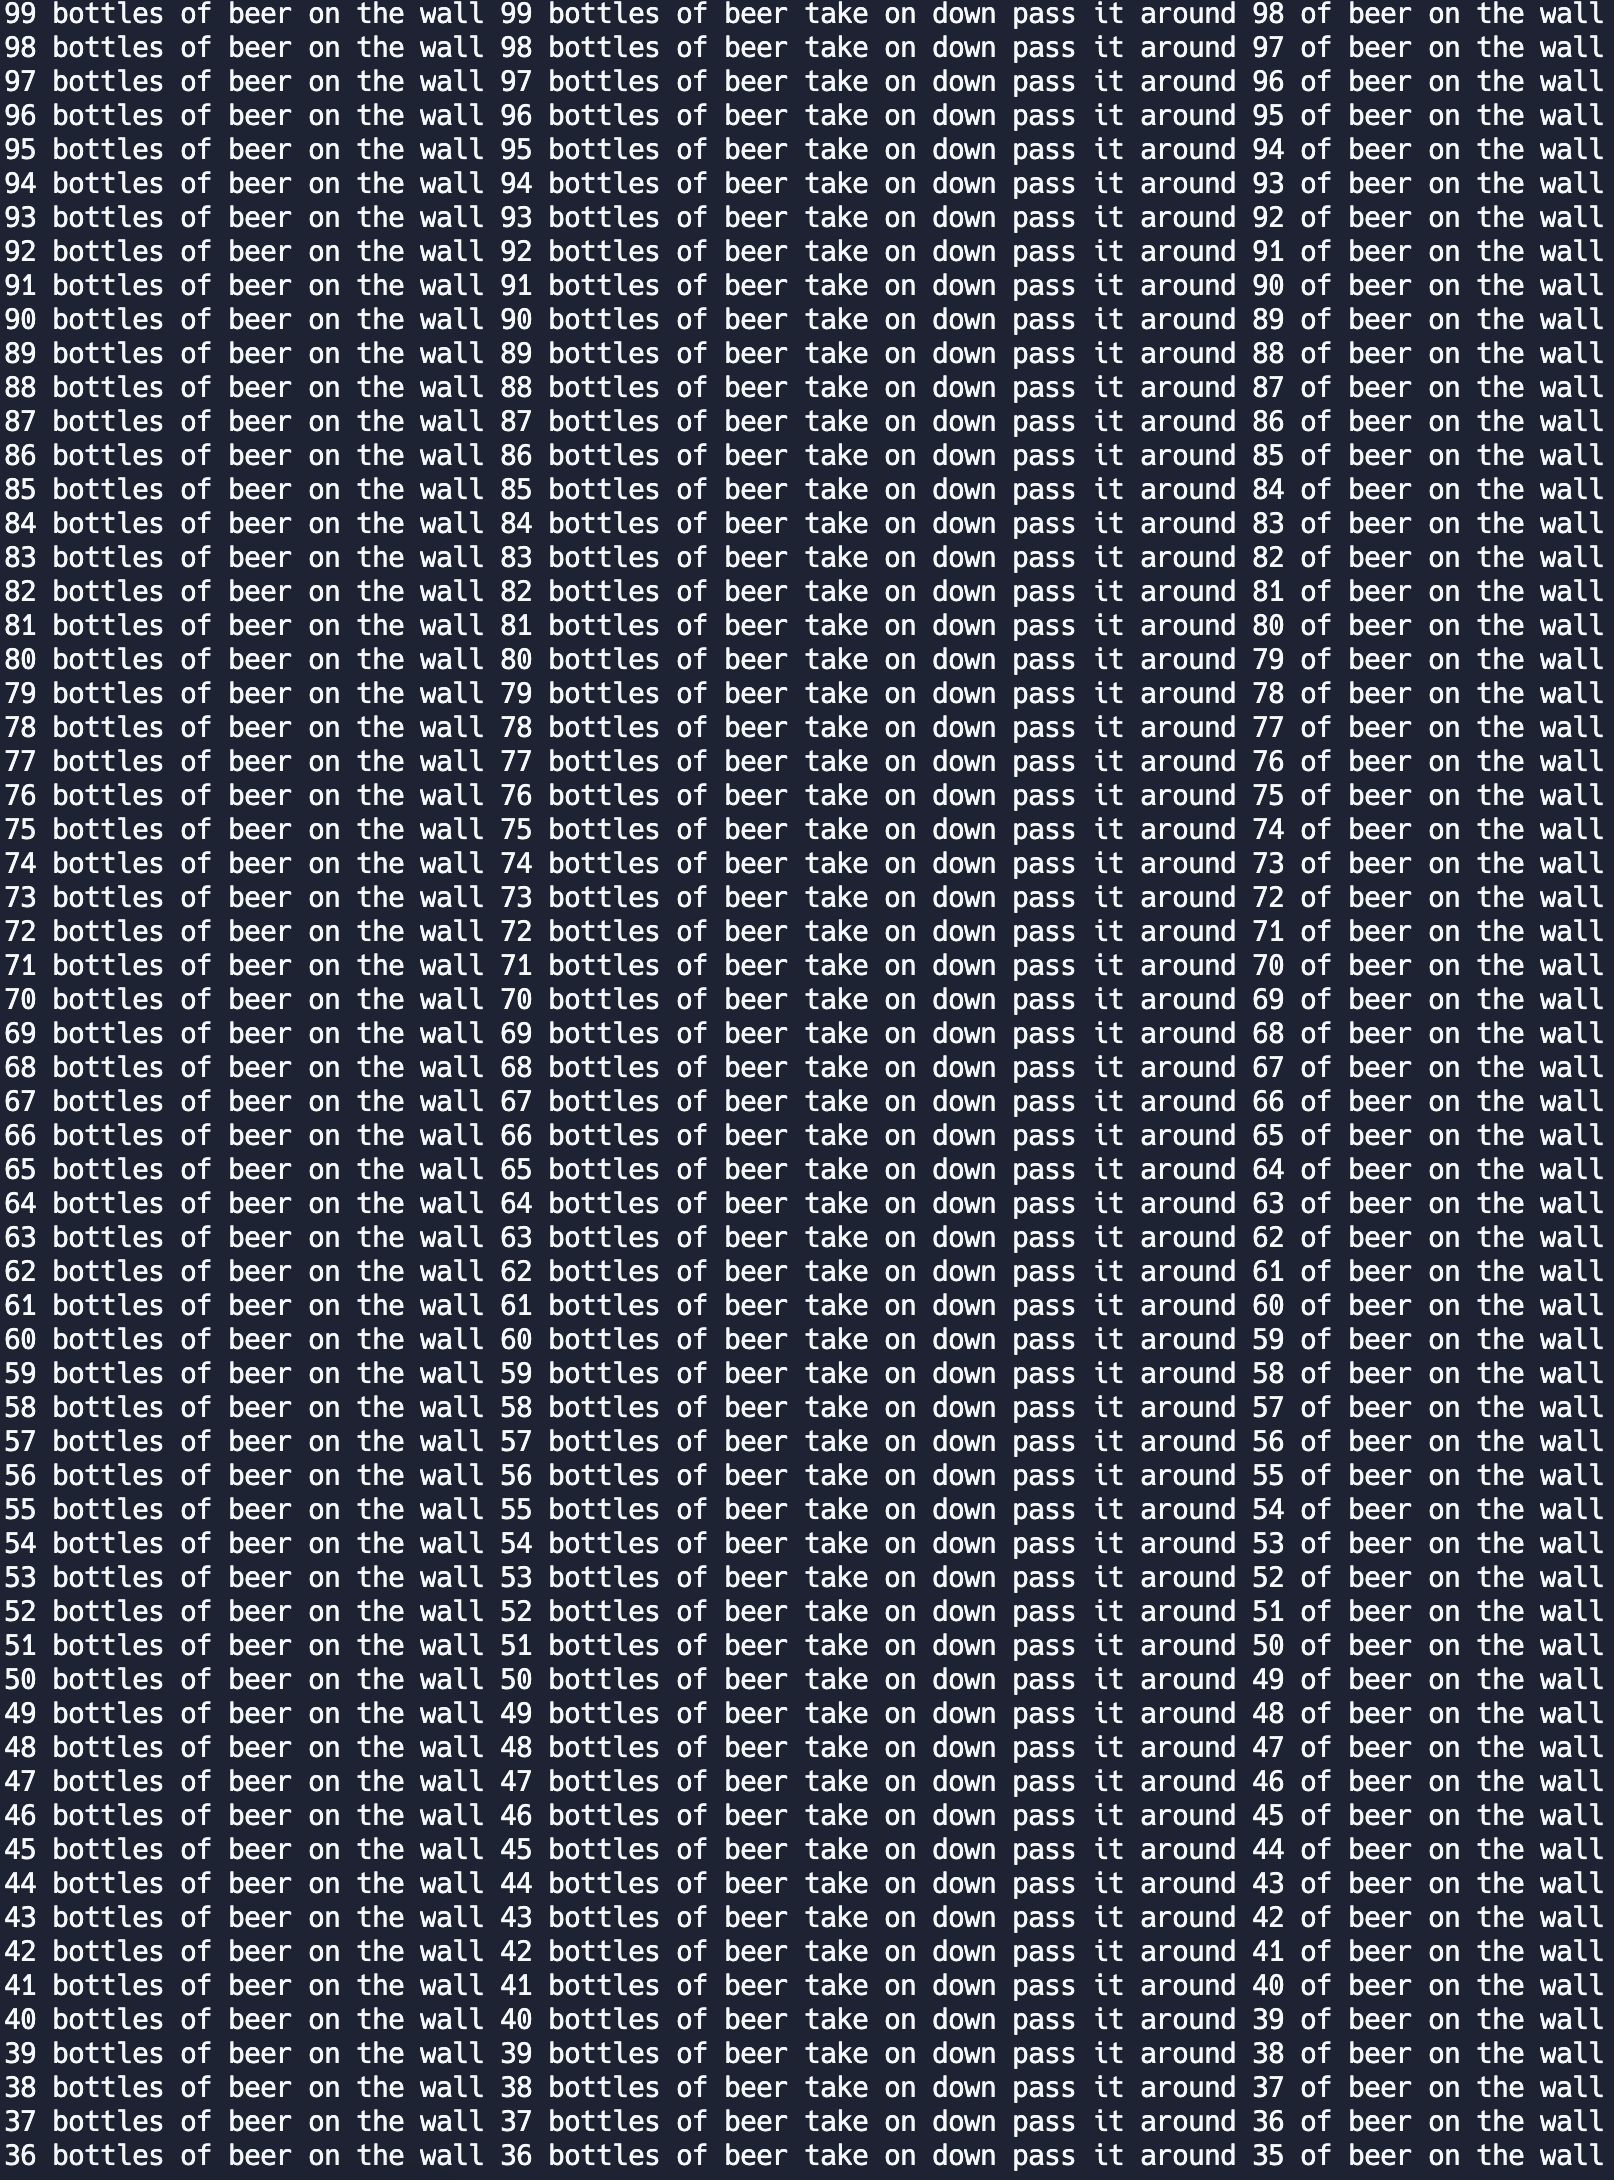 99 bottles of beer on the wall 99 bottles of beer take on down pass it around 98 of beer on the wall
98 bottles of beer on the wall 98 bottles of beer take on down pass it around 97 of beer on the wall
97 bottles of beer on the wall 97 bottles of beer take on down pass it around 96 of beer on the wall
96 bottles of beer on the wall 96 bottles of beer take on down pass it around 95 of beer on the wall
95 bottles of beer on the wall 95 bottles of beer take on down pass it around 94 of beer on the wall
94 bottles of beer on the wall 94 bottles of beer take on down pass it around 93 of beer on the wall
93 bottles of beer on the wall 93 bottles of beer take on down pass it around 92 of beer on the wall
92 bottles of beer on the wall 92 bottles of beer take on down pass it around 91 of beer on the wall
91 bottles of beer on the wall 91 bottles of beer take on down pass it around 90 of beer on the wall
90 bottles of beer on the wall 90 bottles of beer take on down pass it around 89 of beer on the wall
89 bottles of beer on the wall 89 bottles of beer take on down pass it around 88 of beer on the wall
88 bottles of beer on the wall 88 bottles of beer take on down pass it around 87 of beer on the wall
87 bottles of beer on the wall 87 bottles of beer take on down pass it around 86 of beer on the wall
86 bottles of beer on the wall 86 bottles of beer take on down pass it around 85 of beer on the wall
85 bottles of beer on the wall 85 bottles of beer take on down pass it around 84 of beer on the wall
84 bottles of beer on the wall 84 bottles of beer take on down pass it around 83 of beer on the wall
83 bottles of beer on the wall 83 bottles of beer take on down pass it around 82 of beer on the wall
82 bottles of beer on the wall 82 bottles of beer take on down pass it around 81 of beer on the wall
81 bottles of beer on the wall 81 bottles of beer take on down pass it around 80 of beer on the wall
80 bottles of beer on the wall 80 bottles of beer take on down pass it around 79 of beer on the wall
79 bottles of beer on the wall 79 bottles of beer take on down pass it around 78 of beer on the wall
78 bottles of beer on the wall 78 bottles of beer take on down pass it around 77 of beer on the wall
77 bottles of beer on the wall 77 bottles of beer take on down pass it around 76 of beer on the wall
76 bottles of beer on the wall 76 bottles of beer take on down pass it around 75 of beer on the wall
75 bottles of beer on the wall 75 bottles of beer take on down pass it around 74 of beer on the wall
74 bottles of beer on the wall 74 bottles of beer take on down pass it around 73 of beer on the wall
73 bottles of beer on the wall 73 bottles of beer take on down pass it around 72 of beer on the wall
72 bottles of beer on the wall 72 bottles of beer take on down pass it around 71 of beer on the wall
71 bottles of beer on the wall 71 bottles of beer take on down pass it around 70 of beer on the wall
70 bottles of beer on the wall 70 bottles of beer take on down pass it around 69 of beer on the wall
69 bottles of beer on the wall 69 bottles of beer take on down pass it around 68 of beer on the wall
68 bottles of beer on the wall 68 bottles of beer take on down pass it around 67 of beer on the wall
67 bottles of beer on the wall 67 bottles of beer take on down pass it around 66 of beer on the wall
66 bottles of beer on the wall 66 bottles of beer take on down pass it around 65 of beer on the wall
65 bottles of beer on the wall 65 bottles of beer take on down pass it around 64 of beer on the wall
64 bottles of beer on the wall 64 bottles of beer take on down pass it around 63 of beer on the wall
63 bottles of beer on the wall 63 bottles of beer take on down pass it around 62 of beer on the wall
62 bottles of beer on the wall 62 bottles of beer take on down pass it around 61 of beer on the wall
61 bottles of beer on the wall 61 bottles of beer take on down pass it around 60 of beer on the wall
60 bottles of beer on the wall 60 bottles of beer take on down pass it around 59 of beer on the wall
59 bottles of beer on the wall 59 bottles of beer take on down pass it around 58 of beer on the wall
58 bottles of beer on the wall 58 bottles of beer take on down pass it around 57 of beer on the wall
57 bottles of beer on the wall 57 bottles of beer take on down pass it around 56 of beer on the wall
56 bottles of beer on the wall 56 bottles of beer take on down pass it around 55 of beer on the wall
55 bottles of beer on the wall 55 bottles of beer take on down pass it around 54 of beer on the wall
54 bottles of beer on the wall 54 bottles of beer take on down pass it around 53 of beer on the wall
53 bottles of beer on the wall 53 bottles of beer take on down pass it around 52 of beer on the wall
52 bottles of beer on the wall 52 bottles of beer take on down pass it around 51 of beer on the wall
51 bottles of beer on the wall 51 bottles of beer take on down pass it around 50 of beer on the wall
50 bottles of beer on the wall 50 bottles of beer take on down pass it around 49 of beer on the wall
49 bottles of beer on the wall 49 bottles of beer take on down pass it around 48 of beer on the wall
48 bottles of beer on the wall 48 bottles of beer take on down pass it around 47 of beer on the wall
47 bottles of beer on the wall 47 bottles of beer take on down pass it around 46 of beer on the wall
46 bottles of beer on the wall 46 bottles of beer take on down pass it around 45 of beer on the wall
45 bottles of beer on the wall 45 bottles of beer take on down pass it around 44 of beer on the wall
44 bottles of beer on the wall 44 bottles of beer take on down pass it around 43 of beer on the wall
43 bottles of beer on the wall 43 bottles of beer take on down pass it around 42 of beer on the wall
42 bottles of beer on the wall 42 bottles of beer take on down pass it around 41 of beer on the wall
41 bottles of beer on the wall 41 bottles of beer take on down pass it around 40 of beer on the wall
40 bottles of beer on the wall 40 bottles of beer take on down pass it around 39 of beer on the wall
39 bottles of beer on the wall 39 bottles of beer take on down pass it around 38 of beer on the wall
38 bottles of beer on the wall 38 bottles of beer take on down pass it around 37 of beer on the wall
37 bottles of beer on the wall 37 bottles of beer take on down pass it around 36 of beer on the wall
36 bottles of beer on the wall 36 bottles of beer take on down pass it around 35 of beer on the wall